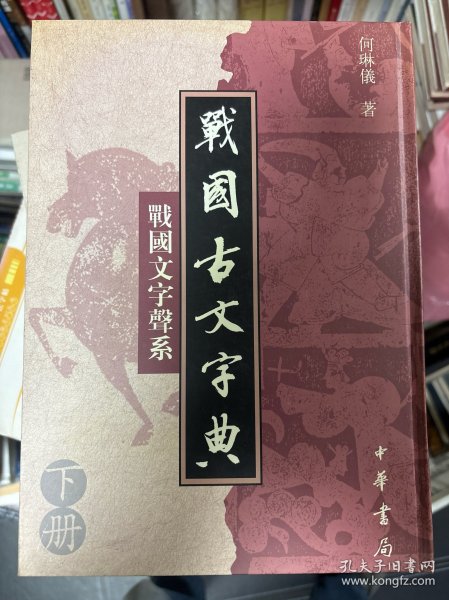 何琳儀 著
戰國古文字典
戰國文字聲系
下册
中華書局
孔夫子旧书网
www.kongfz.com